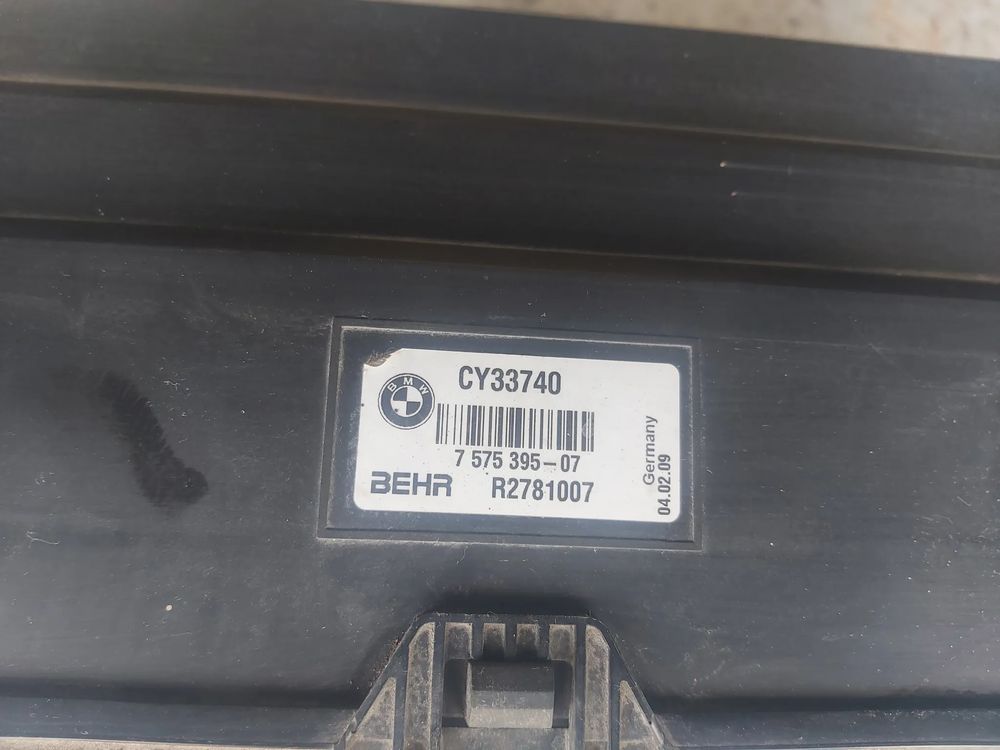 BMW
CY33740
7 575 395-07
BEHR R2781007
Germany
04.02.09